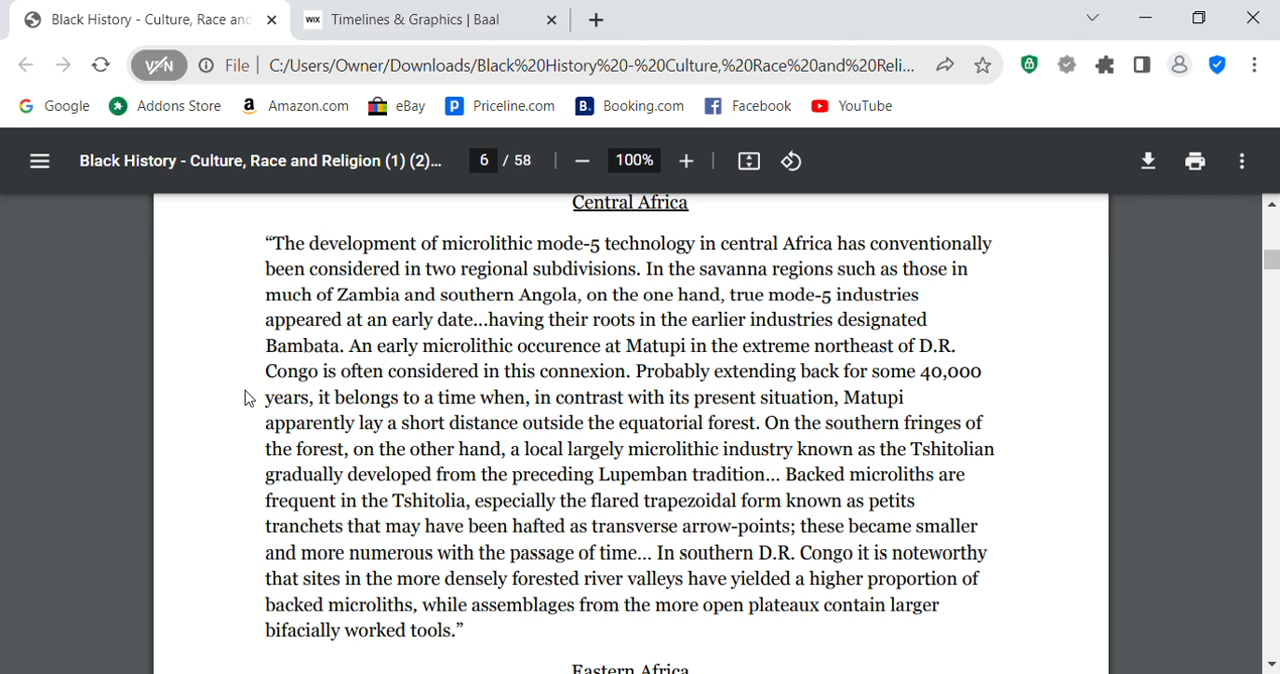 Black History - Culture, Race and
WIX Timelines & Graphics | Baal
VPN File C:/Users/Owner/Downloads/Black%20History%20-%20Culture,%20Race%20and%20Reli...
Google Addons Store Amazon.com eBay Priceline.com Booking.com Facebook YouTube
Black History - Culture, Race and Religion (1) (2)... 6 / 58 100%
Central Africa
“The development of microlithic mode-5 technology in central Africa has conventionally
been considered in two regional subdivisions. In the savanna regions such as those in
much of Zambia and southern Angola, on the one hand, true mode-5 industries
appeared at an early date...having their roots in the earlier industries designated
Bambata. An early microlithic occurence at Matupi in the extreme northeast of D.R.
Congo is often considered in this connexion. Probably extending back for some 40,000
years, it belongs to a time when, in contrast with its present situation, Matupi
apparently lay a short distance outside the equatorial forest. On the southern fringes of
the forest, on the other hand, a local largely microlithic industry known as the Tshitolian
gradually developed from the preceding Lupemban tradition... Backed microliths are
frequent in the Tshitolia, especially the flared trapezoidal form known as petits
tranchets that may have been hafted as transverse arrow-points; these became smaller
and more numerous with the passage of time... In southern D.R. Congo it is noteworthy
that sites in the more densely forested river valleys have yielded a higher proportion of
backed microliths, while assemblages from the more open plateaux contain larger
bifacially worked tools.”
Eastern Africa